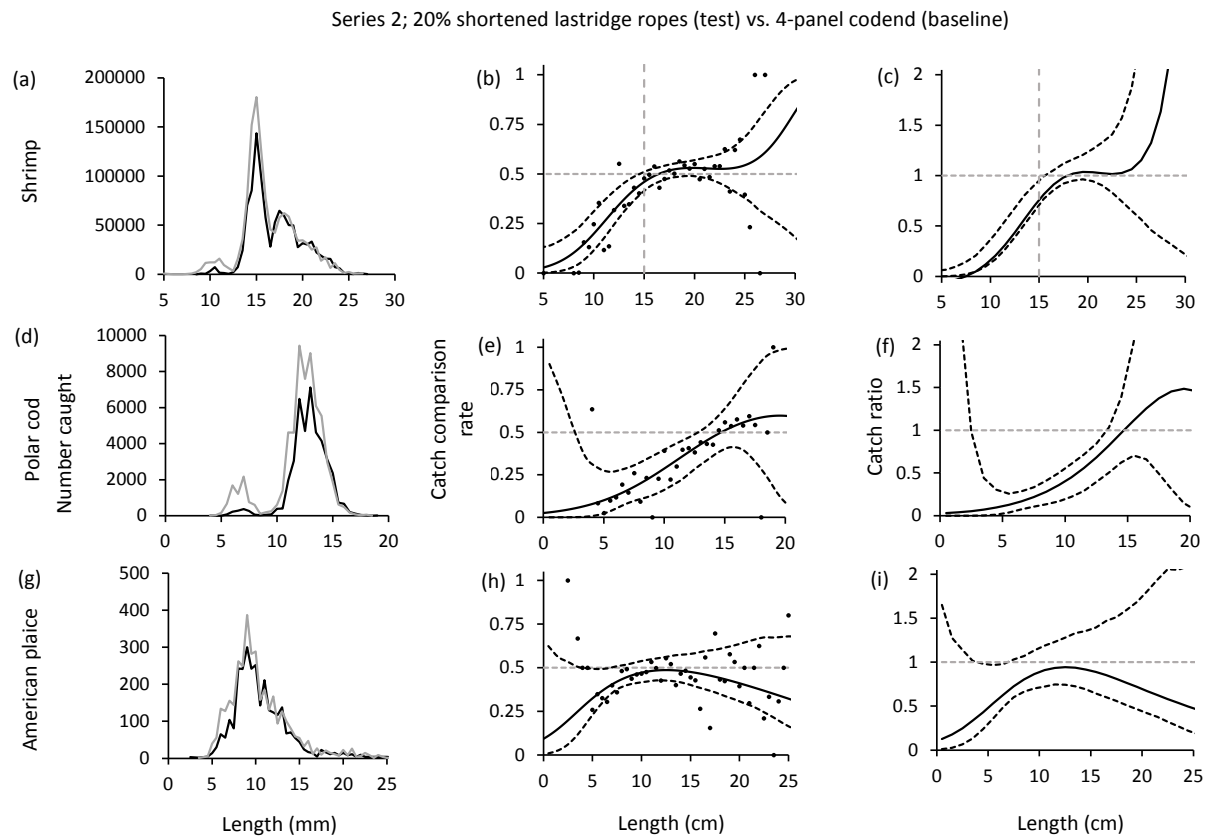 Series 2; 20% shortened lastridge ropes (test) vs. 4-panel codend (baseline)
(a)
Shrimp
200000
150000
100000
50000
0
5 10 15 20 25 30
(b)
1
0.75
0.5
0.25
0
5 10 15 20 25 30
(c)
2
1.5
1
0.5
0
5 10 15 20 25 30
(d)
Polar cod
Number caught
10000
8000
6000
4000
2000
0
0 5 10 15 20
(e)
Catch comparison
rate
1
0.75
0.5
0.25
0
0 5 10 15 20
(f)
Catch ratio
2
1.5
1
0.5
0
0 5 10 15 20
(g)
American plaice
500
400
300
200
100
0
0 5 10 15 20 25
Length (mm)
(h)
1
0.75
0.5
0.25
0
0 5 10 15 20 25
Length (cm)
(i)
2
1.5
1
0.5
0
0 5 10 15 20 25
Length (cm)